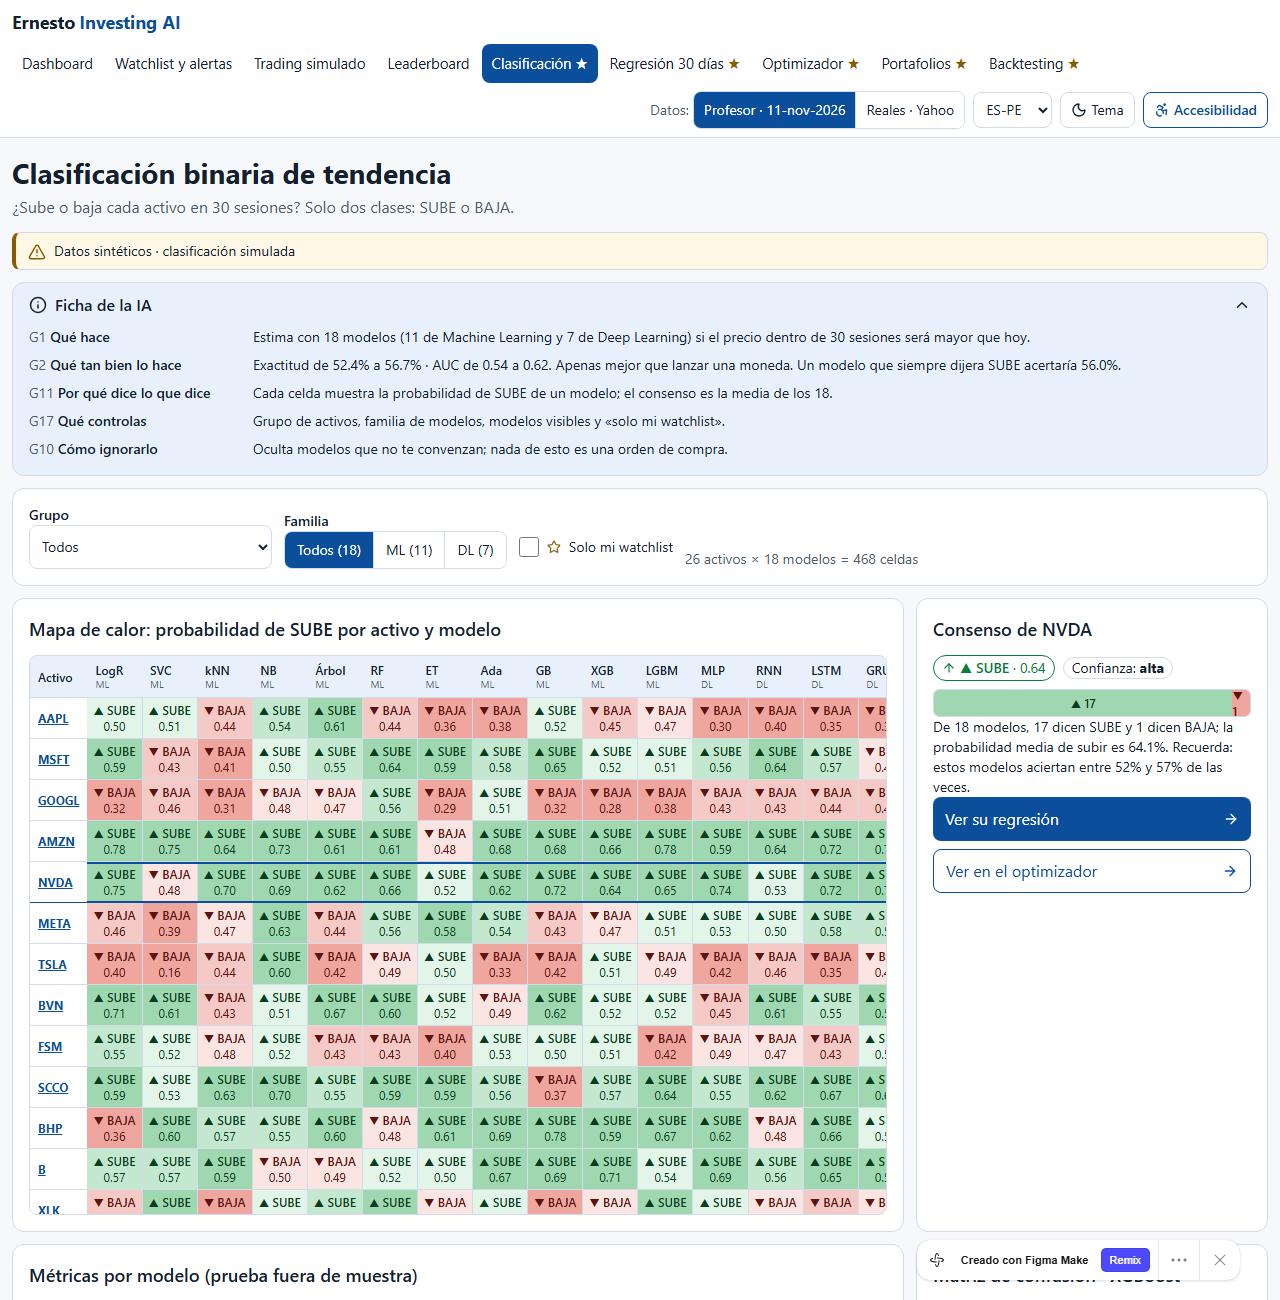 Ernesto Investing AI
Dashboard Watchlist y alertas Trading simulado Leaderboard Clasificación ★ Regresión 30 días ★ Optimizador ★ Portafolios ★ Backtesting ★
Datos: Profesor · 11-nov-2026 Reales · Yahoo ES-PE Tema Accesibilidad
Clasificación binaria de tendencia
¿Sube o baja cada activo en 30 sesiones? Solo dos clases: SUBE o BAJA.
Datos sintéticos · clasificación simulada
Ficha de la IA
G1 Qué hace Estima con 18 modelos (11 de Machine Learning y 7 de Deep Learning) si el precio dentro de 30 sesiones será mayor que hoy.
G2 Qué tan bien lo hace Exactitud de 52.4% a 56.7% · AUC de 0.54 a 0.62. Apenas mejor que lanzar una moneda. Un modelo que siempre dijera SUBE acertaría 56.0%.
G11 Por qué dice lo que dice Cada celda muestra la probabilidad de SUBE de un modelo; el consenso es la media de los 18.
G17 Qué controlas Grupo de activos, familia de modelos, modelos visibles y «solo mi watchlist».
G10 Cómo ignorarlo Oculta modelos que no te convenzan; nada de esto es una orden de compra.
Grupo
Todos
Familia
Todos (18) ML (11) DL (7)
Solo mi watchlist
26 activos × 18 modelos = 468 celdas
Mapa de calor: probabilidad de SUBE por activo y modelo
Activo LogR SVC kNN NB Árbol RF ET Ada GB XGB LGBM MLP RNN LSTM GRU
ML ML ML ML ML ML ML ML ML ML ML DL DL DL DL
AAPL ▲ SUBE ▲ SUBE ▼ BAJA ▲ SUBE ▲ SUBE ▼ BAJA ▼ BAJA ▼ BAJA ▲ SUBE ▼ BAJA ▼ BAJA ▼ BAJA ▼ BAJA ▼ BAJA ▼ B
0.50 0.51 0.44 0.54 0.61 0.44 0.36 0.38 0.52 0.45 0.47 0.30 0.40 0.35 0.3
MSFT ▲ SUBE ▼ BAJA ▼ BAJA ▲ SUBE ▲ SUBE ▲ SUBE ▲ SUBE ▲ SUBE ▲ SUBE ▲ SUBE ▲ SUBE ▲ SUBE ▲ SUBE ▲ SUBE ▼ B
0.59 0.43 0.41 0.50 0.55 0.64 0.59 0.58 0.65 0.52 0.51 0.56 0.64 0.57 0.4
GOOGL ▼ BAJA ▼ BAJA ▼ BAJA ▼ BAJA ▼ BAJA ▲ SUBE ▼ BAJA ▲ SUBE ▼ BAJA ▼ BAJA ▼ BAJA ▼ BAJA ▼ BAJA ▼ BAJA ▼ B
0.32 0.46 0.31 0.48 0.47 0.56 0.29 0.51 0.32 0.28 0.38 0.43 0.43 0.44 0.4
AMZN ▲ SUBE ▲ SUBE ▲ SUBE ▲ SUBE ▲ SUBE ▲ SUBE ▼ BAJA ▲ SUBE ▲ SUBE ▲ SUBE ▲ SUBE ▲ SUBE ▲ SUBE ▲ SUBE ▲ S
0.78 0.75 0.64 0.73 0.61 0.61 0.48 0.68 0.68 0.66 0.78 0.59 0.64 0.72 0.7
NVDA ▲ SUBE ▼ BAJA ▲ SUBE ▲ SUBE ▲ SUBE ▲ SUBE ▲ SUBE ▲ SUBE ▲ SUBE ▲ SUBE ▲ SUBE ▲ SUBE ▲ SUBE ▲ SUBE ▲ S
0.75 0.48 0.70 0.69 0.62 0.66 0.52 0.62 0.72 0.64 0.65 0.74 0.53 0.72 0.7
META ▼ BAJA ▼ BAJA ▼ BAJA ▲ SUBE ▼ BAJA ▲ SUBE ▲ SUBE ▲ SUBE ▼ BAJA ▼ BAJA ▲ SUBE ▲ SUBE ▲ SUBE ▲ SUBE ▲ S
0.46 0.39 0.47 0.63 0.44 0.56 0.58 0.54 0.43 0.47 0.51 0.53 0.50 0.58 0.5
TSLA ▼ BAJA ▼ BAJA ▼ BAJA ▲ SUBE ▼ BAJA ▼ BAJA ▲ SUBE ▼ BAJA ▼ BAJA ▲ SUBE ▼ BAJA ▼ BAJA ▼ BAJA ▼ BAJA ▼ B
0.40 0.16 0.44 0.60 0.42 0.49 0.50 0.33 0.42 0.51 0.49 0.42 0.46 0.35 0.4
BVN ▲ SUBE ▲ SUBE ▼ BAJA ▲ SUBE ▲ SUBE ▲ SUBE ▲ SUBE ▼ BAJA ▲ SUBE ▲ SUBE ▲ SUBE ▼ BAJA ▲ SUBE ▲ SUBE ▲ S
0.71 0.61 0.43 0.51 0.67 0.60 0.52 0.49 0.62 0.52 0.52 0.45 0.61 0.55 0.5
FSM ▲ SUBE ▲ SUBE ▼ BAJA ▲ SUBE ▼ BAJA ▼ BAJA ▼ BAJA ▲ SUBE ▲ SUBE ▲ SUBE ▼ BAJA ▼ BAJA ▼ BAJA ▼ BAJA ▲ S
0.55 0.52 0.48 0.52 0.43 0.43 0.40 0.53 0.50 0.51 0.42 0.49 0.47 0.43 0.5
SCCO ▲ SUBE ▲ SUBE ▲ SUBE ▲ SUBE ▲ SUBE ▲ SUBE ▲ SUBE ▲ SUBE ▼ BAJA ▲ SUBE ▲ SUBE ▲ SUBE ▲ SUBE ▲ SUBE ▲ S
0.59 0.53 0.63 0.70 0.55 0.59 0.59 0.56 0.37 0.57 0.64 0.55 0.62 0.67 0.6
BHP ▼ BAJA ▲ SUBE ▲ SUBE ▲ SUBE ▲ SUBE ▼ BAJA ▲ SUBE ▲ SUBE ▲ SUBE ▲ SUBE ▲ SUBE ▲ SUBE ▼ BAJA ▲ SUBE ▲ S
0.36 0.60 0.57 0.55 0.60 0.48 0.61 0.69 0.78 0.59 0.67 0.62 0.48 0.66 0.5
B ▲ SUBE ▲ SUBE ▲ SUBE ▼ BAJA ▼ BAJA ▲ SUBE ▲ SUBE ▲ SUBE ▲ SUBE ▲ SUBE ▲ SUBE ▲ SUBE ▲ SUBE ▲ SUBE ▲ S
0.57 0.57 0.59 0.50 0.49 0.52 0.50 0.67 0.69 0.71 0.54 0.69 0.56 0.65 0.5
XLK ▼ BAJA ▲ SUBE ▼ BAJA ▲ SUBE ▲ SUBE ▲ SUBE ▼ BAJA ▲ SUBE ▼ BAJA ▼ BAJA ▲ SUBE ▲ SUBE ▼ BAJA ▼ BAJA ▼ B
Consenso de NVDA
▲ SUBE · 0.64 Confianza: alta
▲ 17 ▼ 1
De 18 modelos, 17 dicen SUBE y 1 dicen BAJA; la
probabilidad media de subir es 64.1%. Recuerda:
estos modelos aciertan entre 52% y 57% de las
veces.
Ver su regresión
Ver en el optimizador
Métricas por modelo (prueba fuera de muestra)
Creado con Figma Make Remix